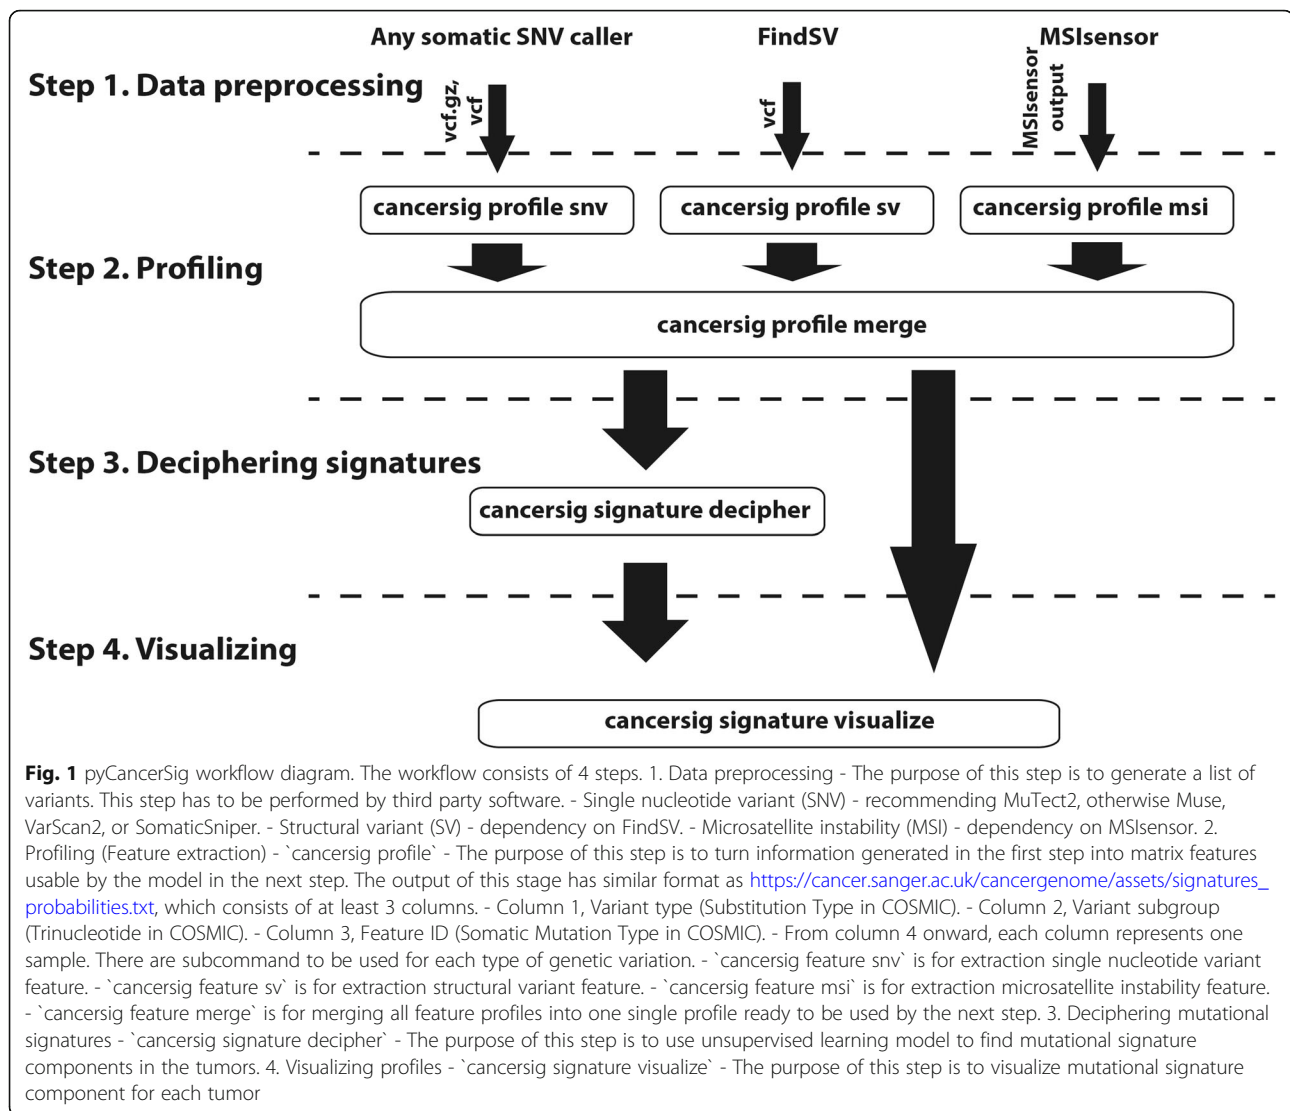 Any somatic SNV caller
FindSV
MSIsensor
Step 1. Data preprocessing
vcf.gz,
vcf
vcf
MSIsensor
output
cancersig profile snv
cancersig profile sv
cancersig profile msi
Step 2. Profiling
cancersig profile merge
Step 3. Deciphering signatures
cancersig signature decipher
Step 4. Visualizing
cancersig signature visualize
Fig. 1 pyCancerSig workflow diagram. The workflow consists of 4 steps. 1. Data preprocessing - The purpose of this step is to generate a list of
variants. This step has to be performed by third party software. - Single nucleotide variant (SNV) - recommending MuTect2, otherwise Muse,
VarScan2, or SomaticSniper. - Structural variant (SV) - dependency on FindSV. - Microsatellite instability (MSI) - dependency on MSIsensor. 2.
Profiling (Feature extraction) - `cancersig profile` - The purpose of this step is to turn information generated in the first step into matrix features
usable by the model in the next step. The output of this stage has similar format as https://cancer.sanger.ac.uk/cancergenome/assets/signatures_
probabilities.txt, which consists of at least 3 columns. - Column 1, Variant type (Substitution Type in COSMIC). - Column 2, Variant subgroup
(Trinucleotide in COSMIC). - Column 3, Feature ID (Somatic Mutation Type in COSMIC). - From column 4 onward, each column represents one
sample. There are subcommand to be used for each type of genetic variation. - `cancersig feature snv` is for extraction single nucleotide variant
feature. - `cancersig feature sv` is for extraction structural variant feature. - `cancersig feature msi` is for extraction microsatellite instability feature.
- `cancersig feature merge` is for merging all feature profiles into one single profile ready to be used by the next step. 3. Deciphering mutational
signatures - `cancersig signature decipher` - The purpose of this step is to use unsupervised learning model to find mutational signature
components in the tumors. 4. Visualizing profiles - `cancersig signature visualize` - The purpose of this step is to visualize mutational signature
component for each tumor